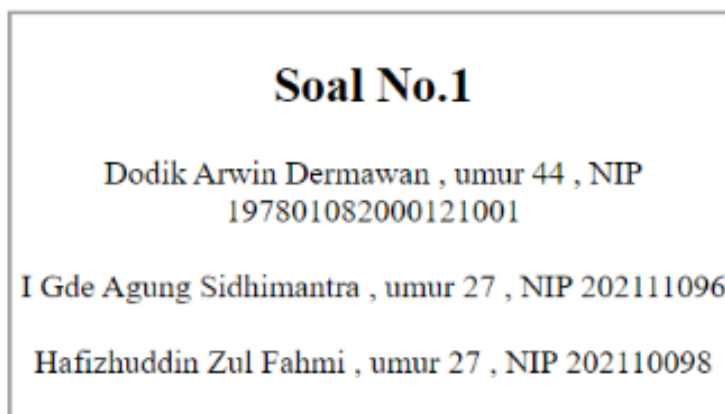 Soal No.1
Dodik Arwin Dermawan , umur 44 , NIP
197801082000121001
I Gde Agung Sidhimantra , umur 27 , NIP 202111096
Hafizhuddin Zul Fahmi , umur 27 , NIP 202110098